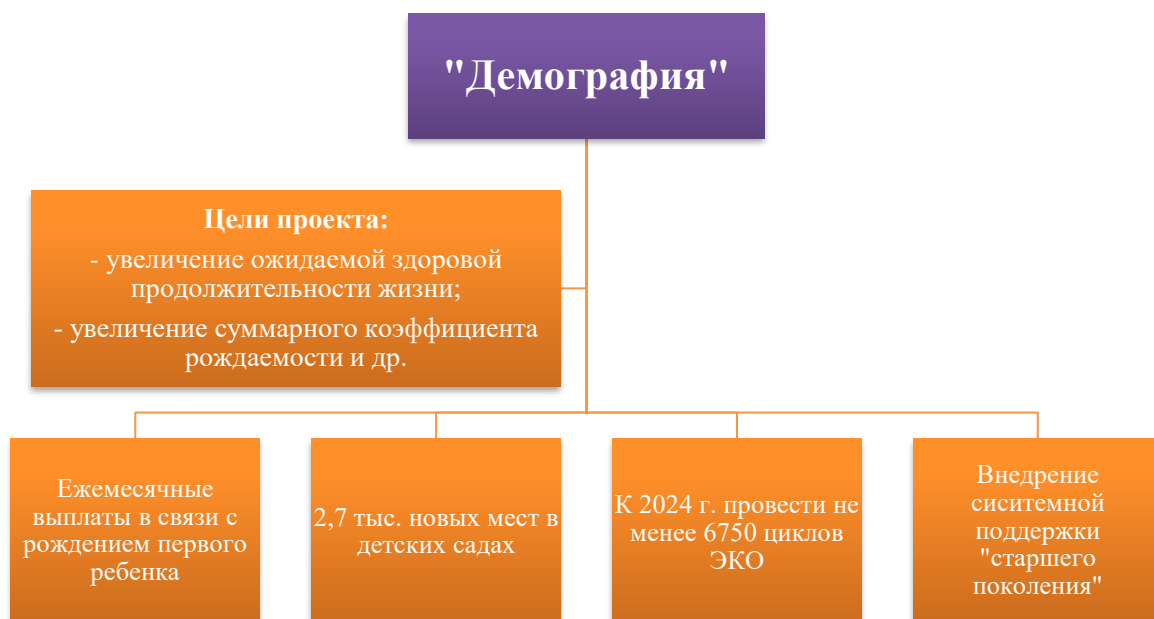 "Демография"
Цели проекта:
- увеличение ожидаемой здоровой
продолжительности жизни;
- увеличение суммарного коэффициента
рождаемости и др.
Ежемесячные
выплаты в связи с
рождением первого
ребенка
2,7 тыс. новых мест в
детских садах
К 2024 г. провести не
менее 6750 циклов
ЭКО
Внедрение
сиситемной
поддержки
"старшего
поколения"